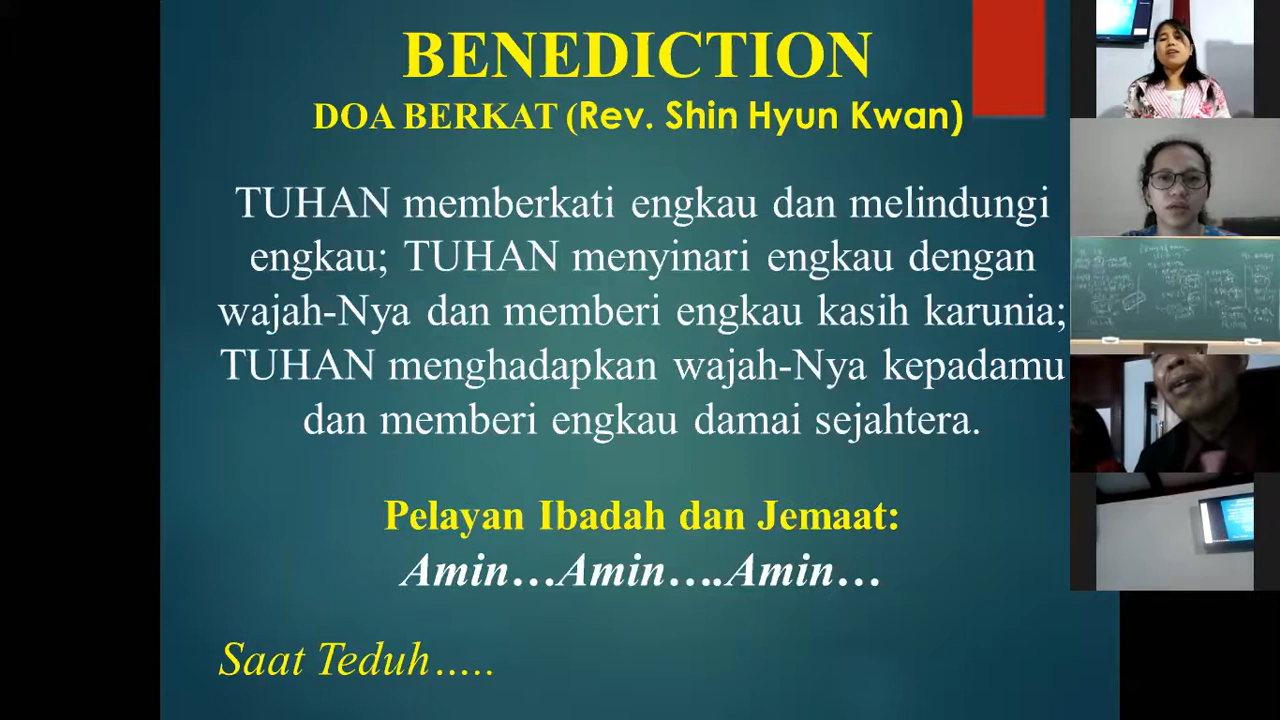 BENEDICTION
DOA BERKAT (Rev. Shin Hyun Kwan)
TUHAN memberkati engkau dan melindungi
engkau; TUHAN menyinari engkau dengan
wajah-Nya dan memberi engkau kasih karunia;
TUHAN menghadapkan wajah-Nya kepadamu
dan memberi engkau damai sejahtera.
Pelayan Ibadah dan Jemaat:
Amin…Amin….Amin…
Saat Teduh…..